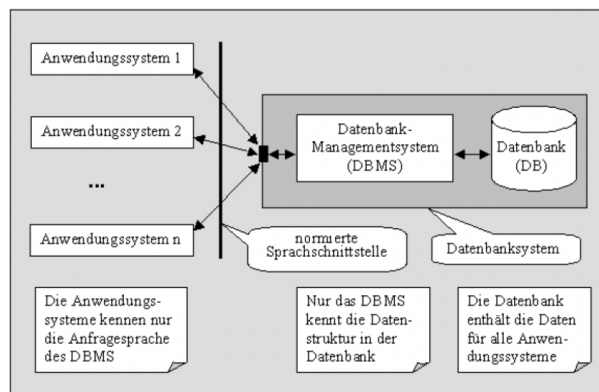 Anwendungssystem 1
Anwendungssystem 2
...
Anwendungssystem n
Datenbank-
Managementsystem
(DBMS)
Datenbank
(DB)
normierte
Sprachschnittstelle
Datenbanksystem
Die Anwendungs-
systeme kennen nur
die Anfragesprache
des DBMS
Nur das DBMS
kennt die Daten-
struktur in der
Datenbank
Die Datenbank
enthält die Daten
für alle Anwen-
dungssysteme